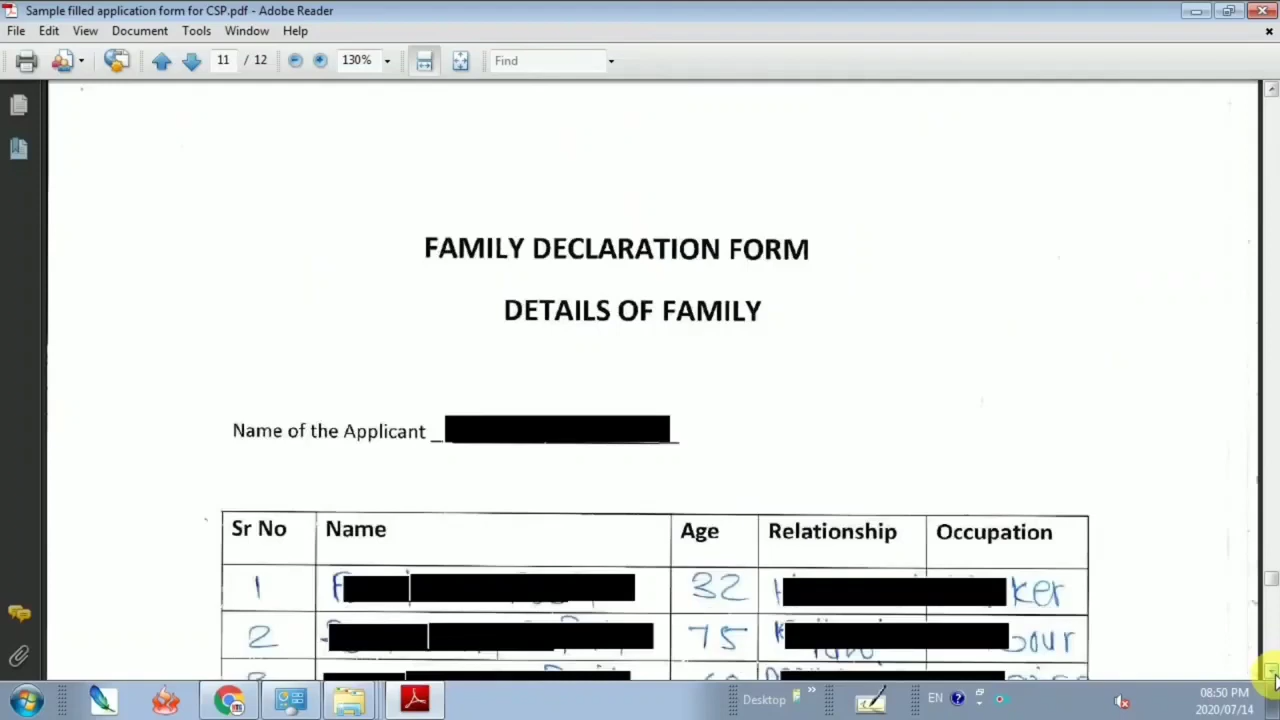 Sample filled application form for CSP.pdf - Adobe Reader
File Edit View Document Tools Window Help
11 / 12 130% Find
FAMILY DECLARATION FORM
DETAILS OF FAMILY
Name of the Applicant
Sr No Name Age Relationship Occupation
1 32
2 75
Desktop EN 08:50 PM
2020/07/14